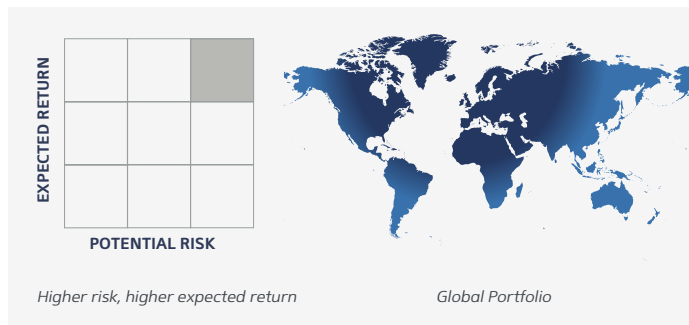 EXPECTED RETURN
POTENTIAL RISK
Higher risk, higher expected return
Global Portfolio